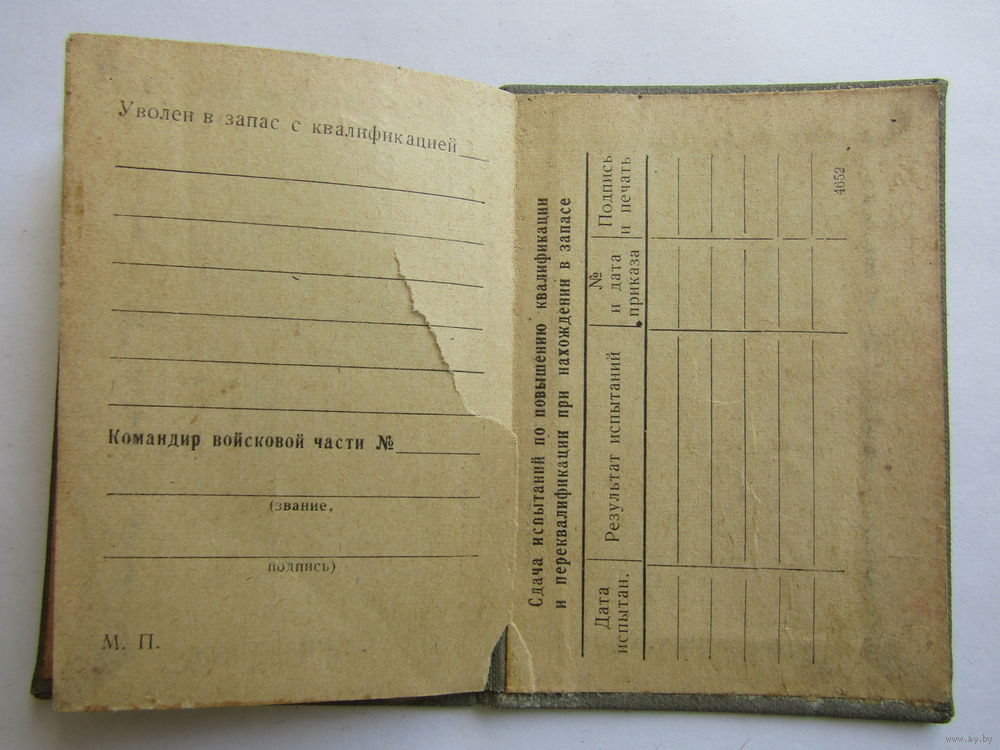 Уволен в запас с квалификацией
Командир войсковой части №
(звание,
подпись)
М. П.
Сдача испытаний по повышению квалификации
и переквалификации при нахождении в запасе
Дата
испытан.
Результат испытаний
№
и дата
приказа
Подпись
и печать
4652
www.ay.by